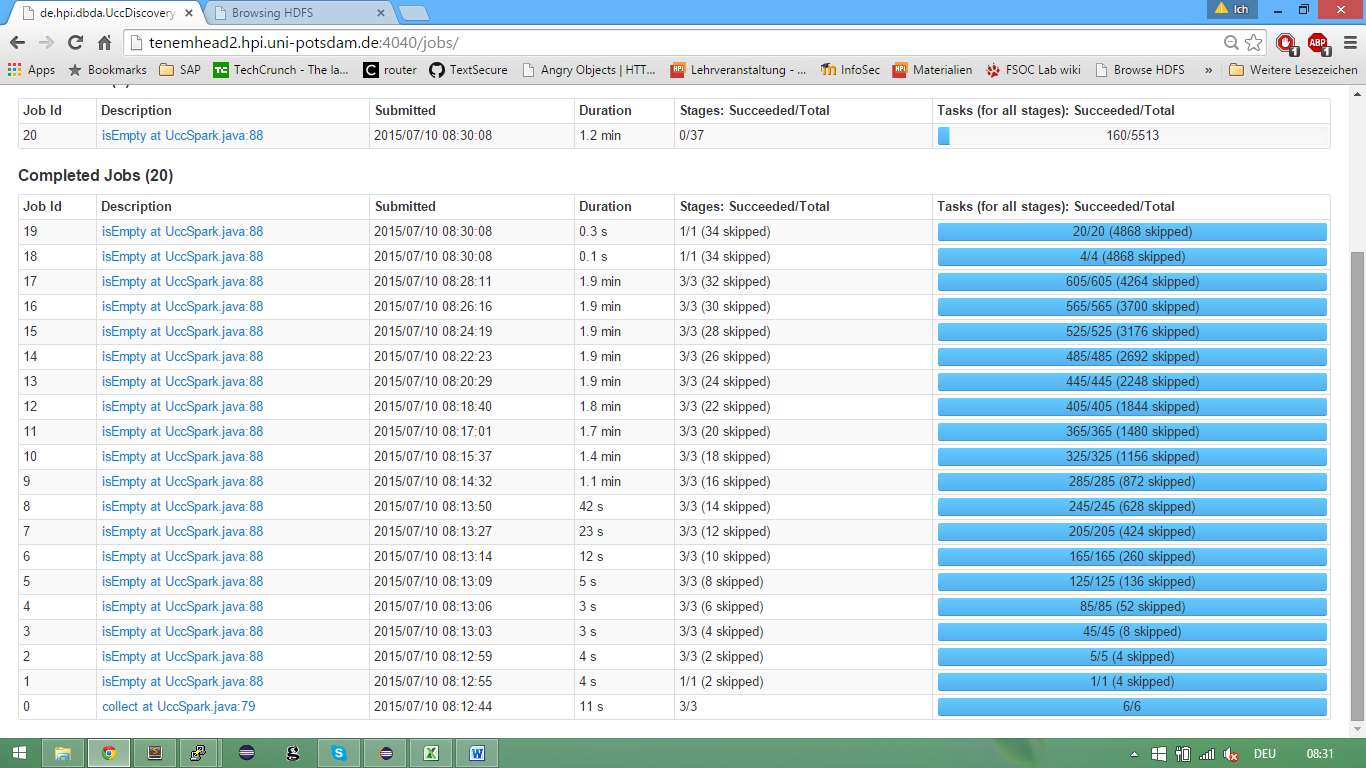 de.hpi.dbda.UccDiscovery Browsing HDFS Ich
tenemhead2.hpi.uni-potsdam.de:4040/jobs/ 1 ABP 1
Apps Bookmarks SAP TC TechCrunch - The la... C router TextSecure Angry Objects | HTT... HPI Lehrveranstaltung - ... InfoSec HPI Materialien FSOC Lab wiki Browse HDFS » Weitere Lesezeichen
Job Id Description Submitted Duration Stages: Succeeded/Total Tasks (for all stages): Succeeded/Total
20 isEmpty at UccSpark.java:88 2015/07/10 08:30:08 1.2 min 0/37 160/5513
Completed Jobs (20)
Job Id Description Submitted Duration Stages: Succeeded/Total Tasks (for all stages): Succeeded/Total
19 isEmpty at UccSpark.java:88 2015/07/10 08:30:08 0.3 s 1/1 (34 skipped) 20/20 (4868 skipped)
18 isEmpty at UccSpark.java:88 2015/07/10 08:30:08 0.1 s 1/1 (34 skipped) 4/4 (4868 skipped)
17 isEmpty at UccSpark.java:88 2015/07/10 08:28:11 1.9 min 3/3 (32 skipped) 605/605 (4264 skipped)
16 isEmpty at UccSpark.java:88 2015/07/10 08:26:16 1.9 min 3/3 (30 skipped) 565/565 (3700 skipped)
15 isEmpty at UccSpark.java:88 2015/07/10 08:24:19 1.9 min 3/3 (28 skipped) 525/525 (3176 skipped)
14 isEmpty at UccSpark.java:88 2015/07/10 08:22:23 1.9 min 3/3 (26 skipped) 485/485 (2692 skipped)
13 isEmpty at UccSpark.java:88 2015/07/10 08:20:29 1.9 min 3/3 (24 skipped) 445/445 (2248 skipped)
12 isEmpty at UccSpark.java:88 2015/07/10 08:18:40 1.8 min 3/3 (22 skipped) 405/405 (1844 skipped)
11 isEmpty at UccSpark.java:88 2015/07/10 08:17:01 1.7 min 3/3 (20 skipped) 365/365 (1480 skipped)
10 isEmpty at UccSpark.java:88 2015/07/10 08:15:37 1.4 min 3/3 (18 skipped) 325/325 (1156 skipped)
9 isEmpty at UccSpark.java:88 2015/07/10 08:14:32 1.1 min 3/3 (16 skipped) 285/285 (872 skipped)
8 isEmpty at UccSpark.java:88 2015/07/10 08:13:50 42 s 3/3 (14 skipped) 245/245 (628 skipped)
7 isEmpty at UccSpark.java:88 2015/07/10 08:13:27 23 s 3/3 (12 skipped) 205/205 (424 skipped)
6 isEmpty at UccSpark.java:88 2015/07/10 08:13:14 12 s 3/3 (10 skipped) 165/165 (260 skipped)
5 isEmpty at UccSpark.java:88 2015/07/10 08:13:09 5 s 3/3 (8 skipped) 125/125 (136 skipped)
4 isEmpty at UccSpark.java:88 2015/07/10 08:13:06 3 s 3/3 (6 skipped) 85/85 (52 skipped)
3 isEmpty at UccSpark.java:88 2015/07/10 08:13:03 3 s 3/3 (4 skipped) 45/45 (8 skipped)
2 isEmpty at UccSpark.java:88 2015/07/10 08:12:59 4 s 3/3 (2 skipped) 5/5 (4 skipped)
1 isEmpty at UccSpark.java:88 2015/07/10 08:12:55 4 s 1/1 (2 skipped) 1/1 (4 skipped)
0 collect at UccSpark.java:79 2015/07/10 08:12:44 11 s 3/3 6/6
DEU 08:31